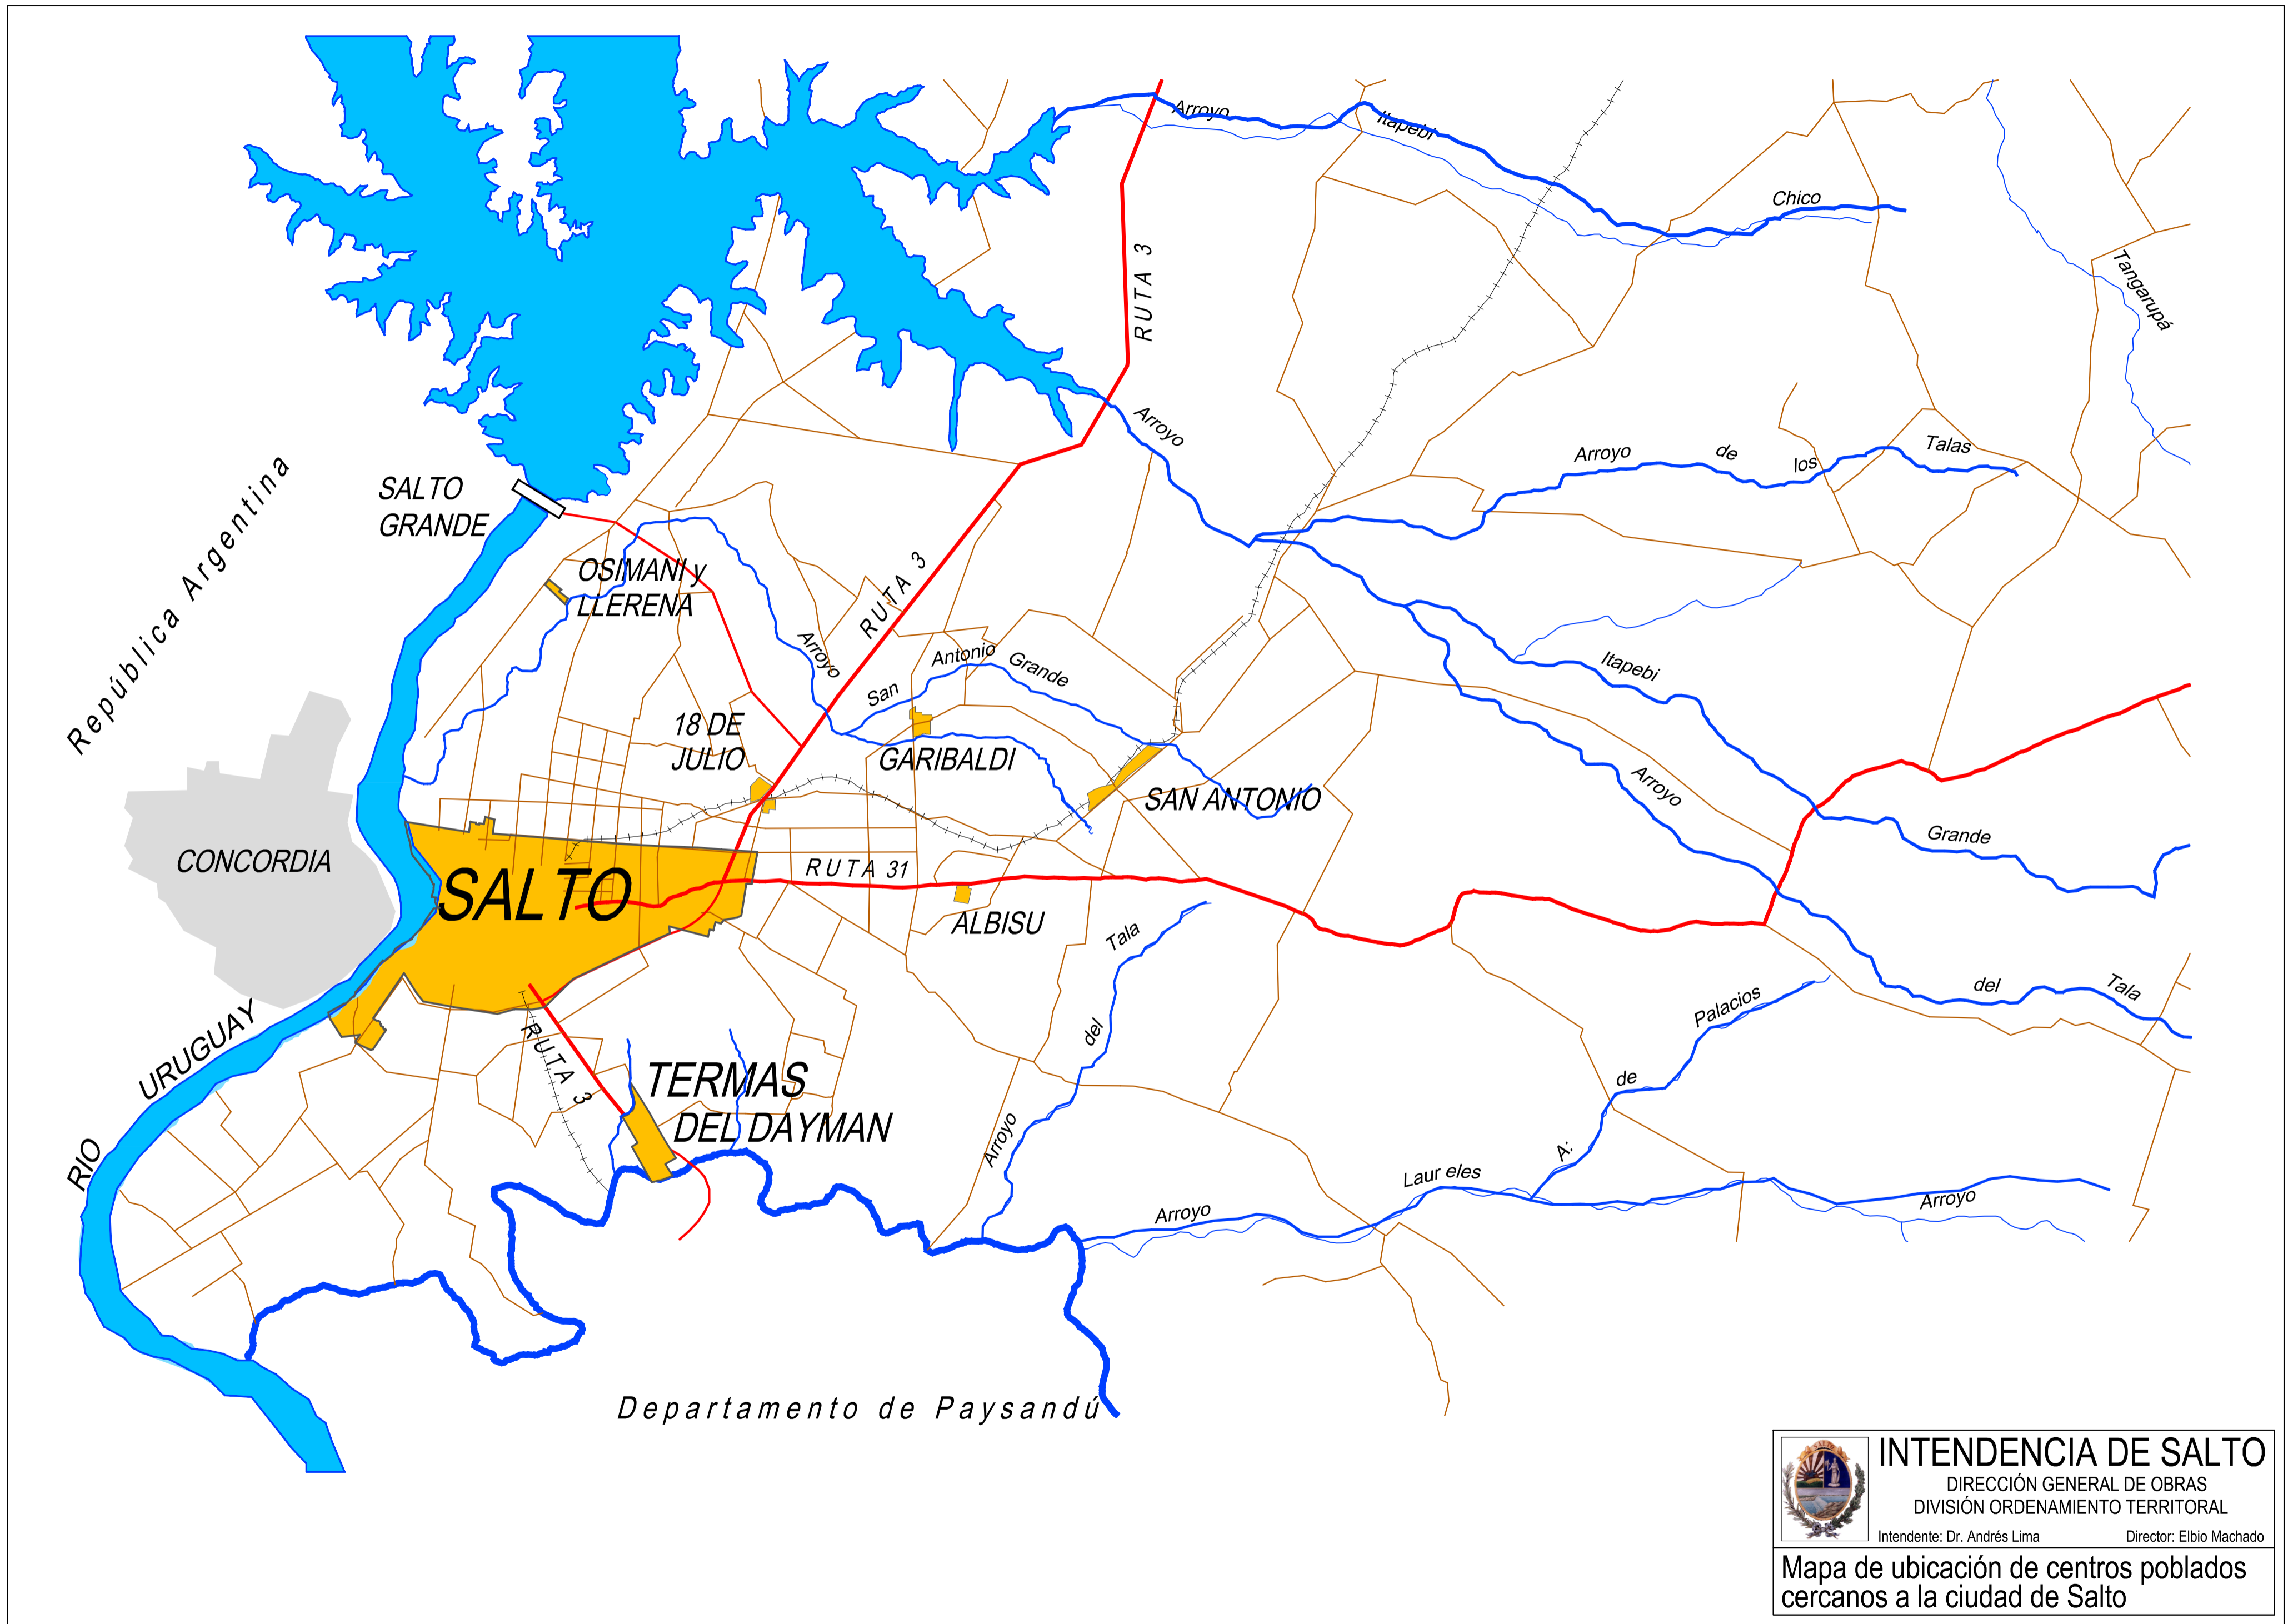 Arroyo
Itapebi
Chico
Tangarupá
RUTA 3
Arroyo
Arroyo
de
los
Talas
República Argentina
SALTO
GRANDE
OSIMANI y
LLERENA
RUTA 3
Arroyo
San
Antonio
Grande
Itapebi
18 DE
JULIO
GARIBALDI
SAN ANTONIO
Arroyo
Grande
CONCORDIA
SALTO
RUTA 31
ALBISU
Tala
del
Arroyo
del
Tala
Palacios
de
A:
RIO
URUGUAY
RUTA 3
TERMAS
DEL DAYMAN
Arroyo
Laur eles
Arroyo
Departamento de Paysandú
SALTO
INTENDENCIA DE SALTO
DIRECCIÓN GENERAL DE OBRAS
DIVISIÓN ORDENAMIENTO TERRITORAL
Intendente: Dr. Andrés Lima
Director: Elbio Machado
Mapa de ubicación de centros poblados
cercanos a la ciudad de Salto